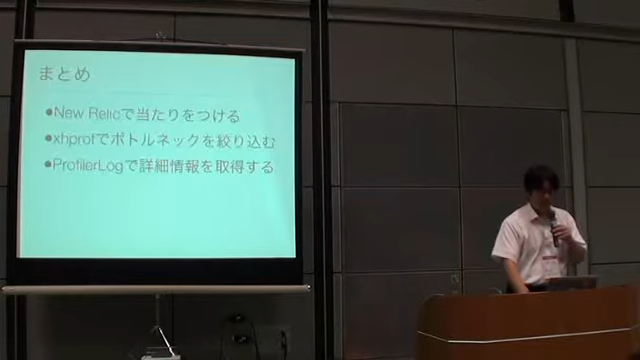 まとめ
●New Relicで当たりをつける
●xhprofでボトルネックを絞り込む
●ProfilerLogで詳細情報を取得する